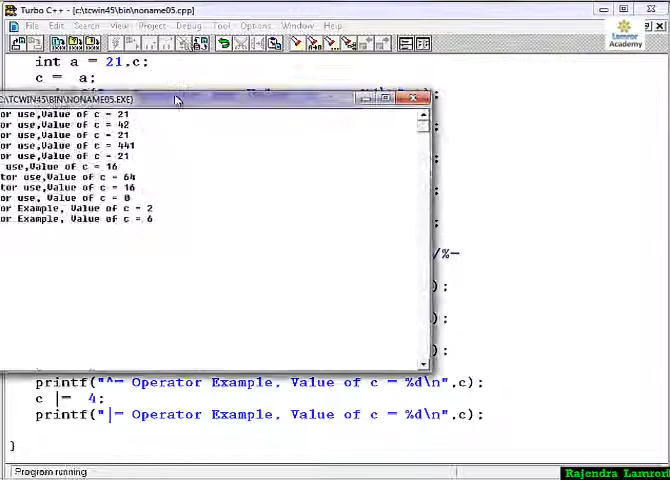 Turbo C++ - [c:\tcwin45\bin\noname05.cpp]
File Edit Search View Project Debug Tool Options Window Help
Lamror
Academy
int a = 21,c;
c = a;
C:\TCWIN45\BIN\NONAME05.EXE)
or use,Value of c = 21
or use,Value of c = 42
or use,Value of c = 21
or use,Value of c = 441
or use,Value of c = 21
use,Value of c = 16
tor use,Value of c = 64
tor use,Value of c = 16
or use, Value of c = 0
or Example, Value of c = 2
or Example, Value of c = 6
);
);
);
/%=
);
);
);
printf("^= Operator Example, Value of c = %d\n",c);
c |= 4;
printf("|= Operator Example, Value of c = %d\n",c);
}
Program running
Rajendra Lamror